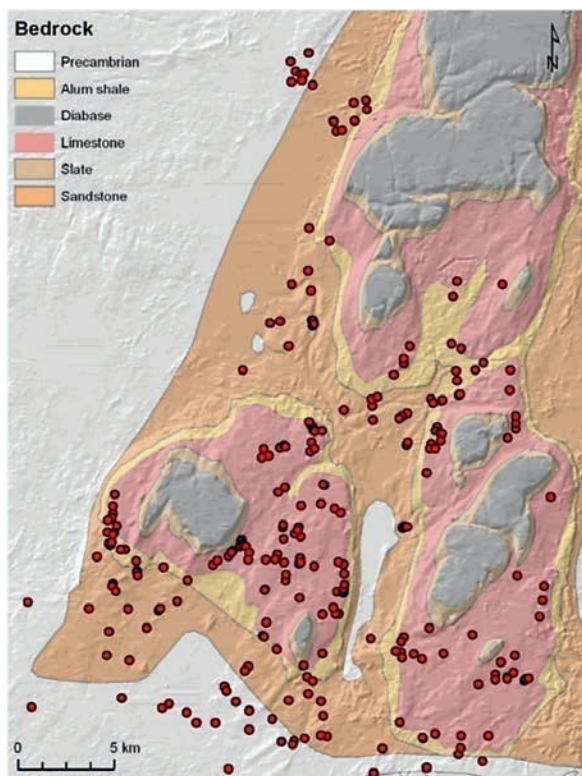 Bedrock
Precambrian
Alum shale
Diabase
Limestone
Slate
Sandstone
N
0 5 km